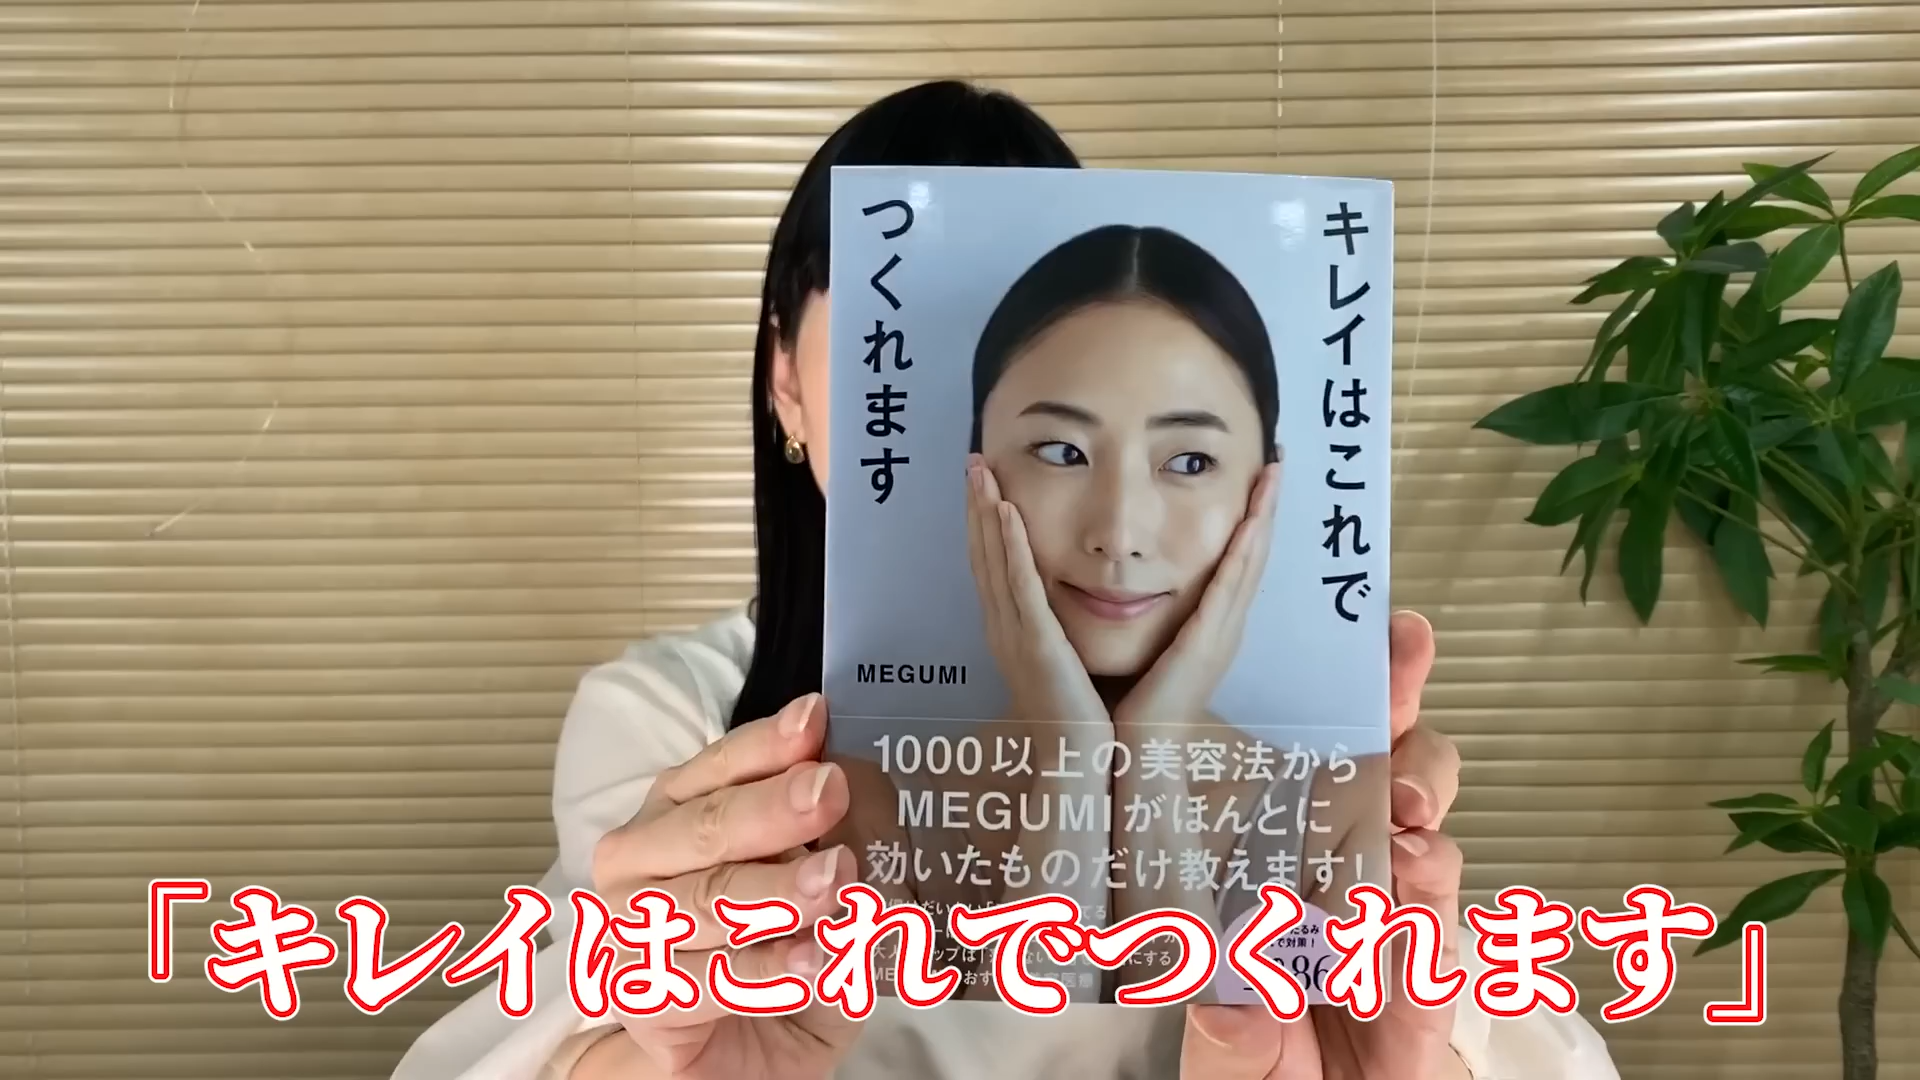 キレイはこれで
つくれます
MEGUMI
1000以上の美容法から
MEGUMIがほんとに
効いたものだけ教えます!
「キレイはこれでつくれます」